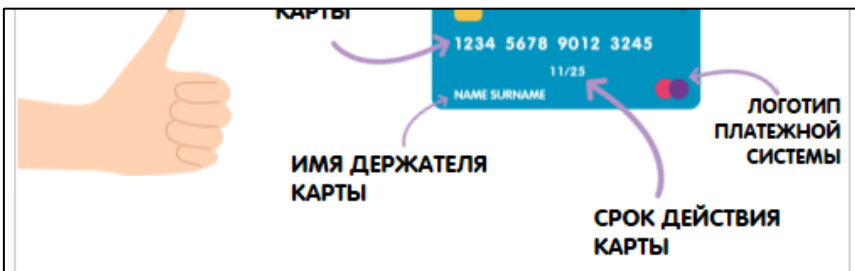 КАРТЫ
1234 5678 9012 3245
11/25
NAME SURNAME
ЛОГОТИП
ПЛАТЕЖНОЙ
СИСТЕМЫ
ИМЯ ДЕРЖАТЕЛЯ
КАРТЫ
СРОК ДЕЙСТВИЯ
КАРТЫ